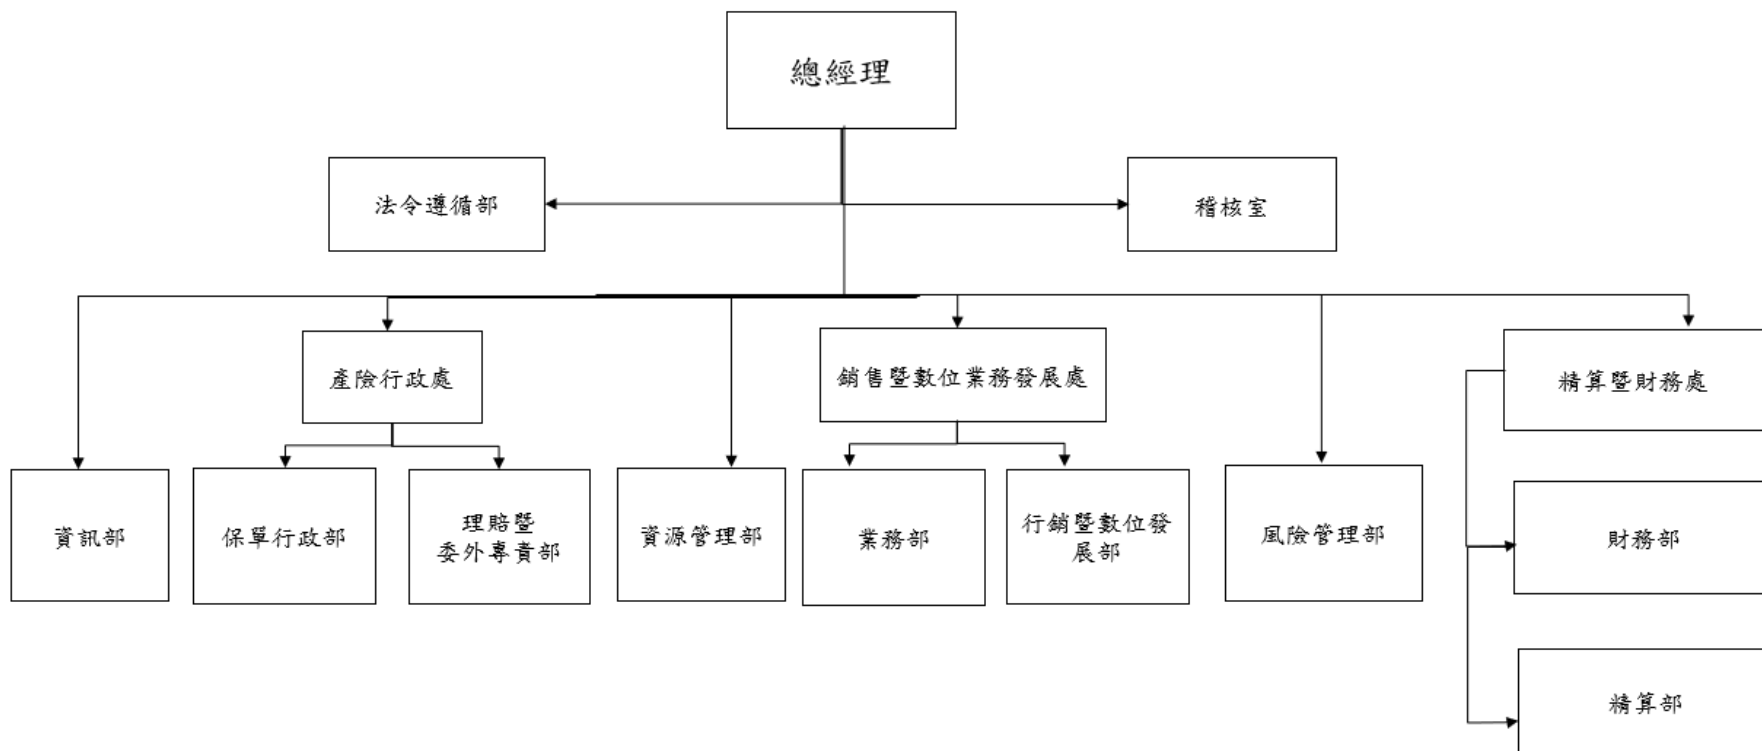 總經理
法令遵循部
稽核室
產險行政處
銷售暨數位業務發展處
精算暨財務處
資訊部
保單行政部
理賠暨
委外專責部
資源管理部
業務部
行銷暨數位發
展部
風險管理部
財務部
精算部